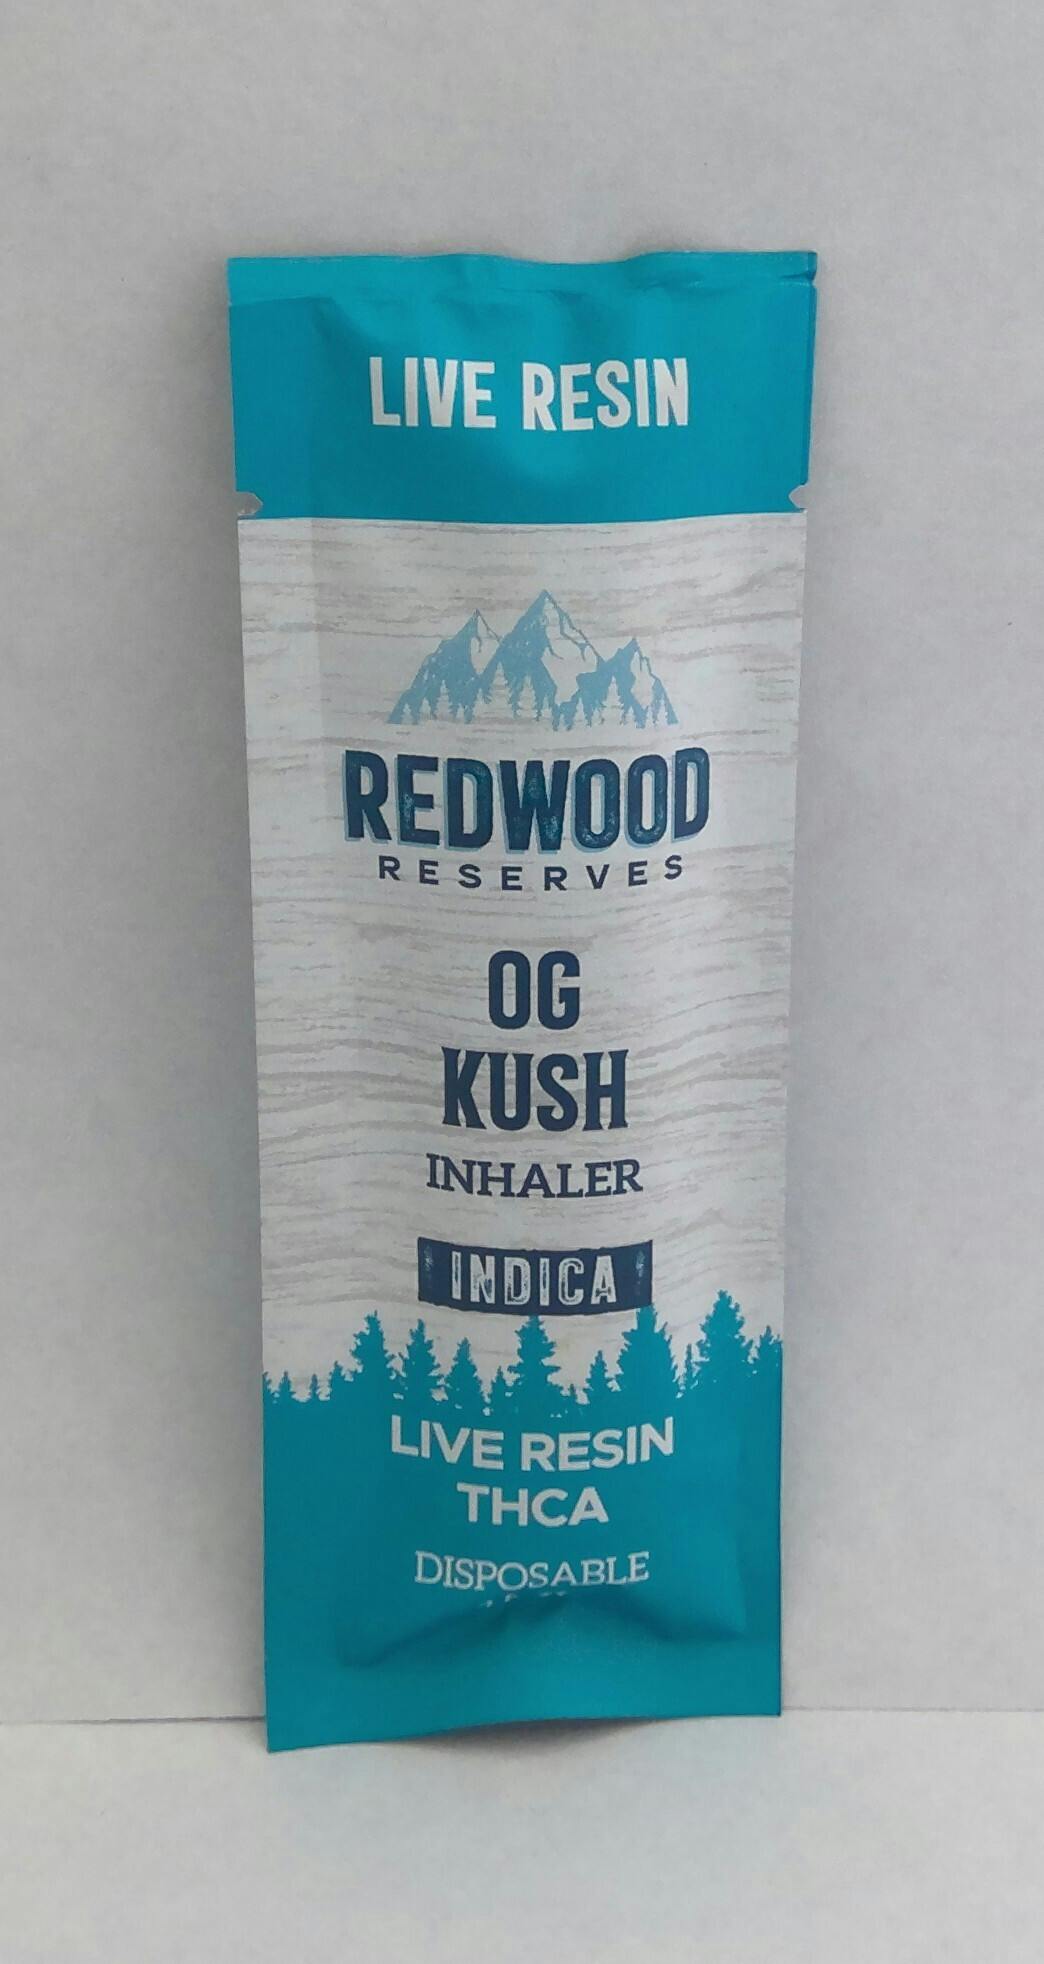 LIVE RESIN
REDWOOD
RESERVES
OG
KUSH
INHALER
INDICA
LIVE RESIN
THCA
DISPOSABLE